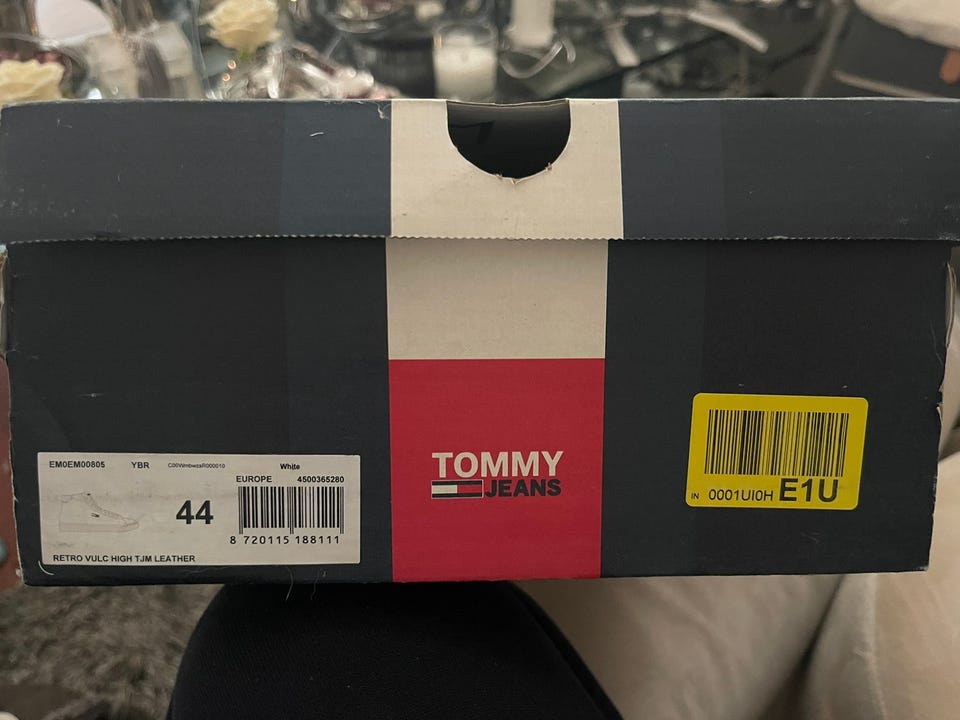 EM0EM00805 YBR C00WmbwzaR000010 White
EUROPE 4500365280
44
8 720115 188111
RETRO VULC HIGH TJM LEATHER
TOMMY
JEANS
IN 0001UI0H E1U